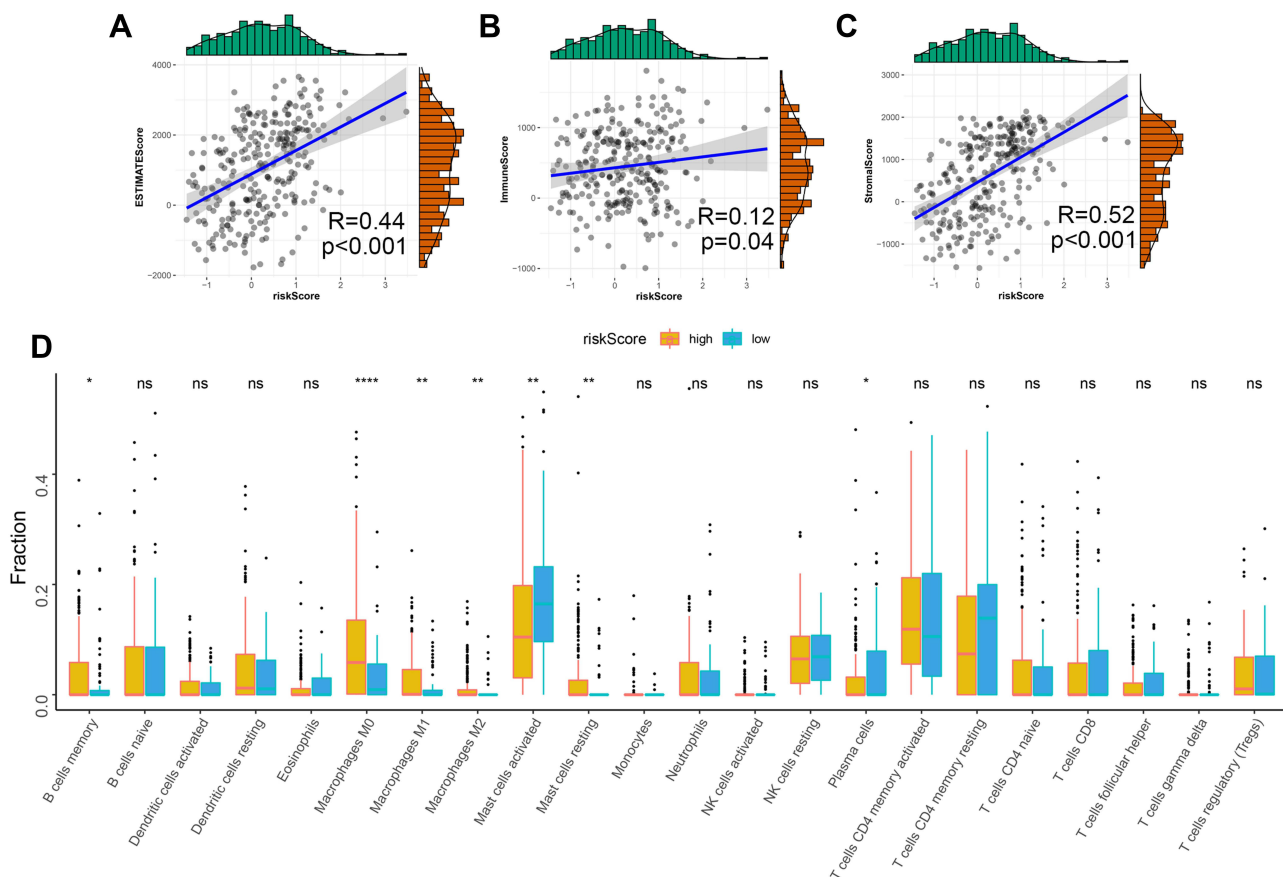 A
ESTIMATEScore
4000
2000
0
−2000
−1
0
1
2
3
riskScore
R=0.44
p<0.001
B
ImmuneScore
1000
0
−1000
−1
0
1
2
3
riskScore
R=0.12
p=0.04
C
StromalScore
3000
2000
1000
0
−1000
−1
0
1
2
3
riskScore
R=0.52
p<0.001
D
riskScore high low
* ns ns ns ns **** ** ** ** ** ns ns ns ns * ns ns ns ns ns ns ns
Fraction
0.4
0.2
0.0
B cells memory
B cells naive
Dendritic cells activated
Dendritic cells resting
Eosinophils
Macrophages M0
Macrophages M1
Macrophages M2
Mast cells activated
Mast cells resting
Monocytes
Neutrophils
NK cells activated
NK cells resting
Plasma cells
T cells CD4 memory activated
T cells CD4 memory resting
T cells CD4 naive
T cells CD8
T cells follicular helper
T cells gamma delta
T cells regulatory (Tregs)